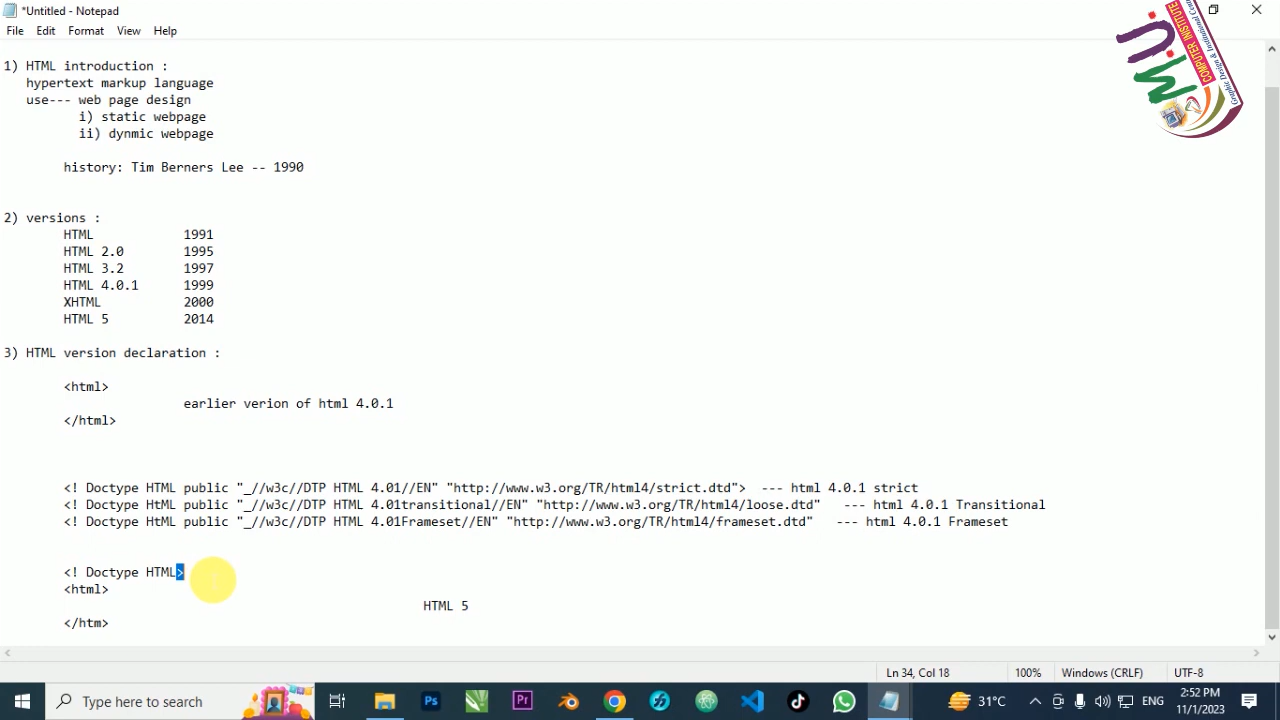 *Untitled - Notepad
File Edit Format View Help
1) HTML introduction :
hypertext markup language
use--- web page design
i) static webpage
ii) dynmic webpage
history: Tim Berners Lee -- 1990
2) versions :
HTML 1991
HTML 2.0 1995
HTML 3.2 1997
HTML 4.0.1 1999
XHTML 2000
HTML 5 2014
3) HTML version declaration :
<html>
earlier verion of html 4.0.1
</html>
<! Doctype HTML public "_//w3c//DTP HTML 4.01//EN" "http://www.w3.org/TR/html4/strict.dtd"> --- html 4.0.1 strict
<! Doctype HtML public "_//w3c//DTP HTML 4.01transitional//EN" "http://www.w3.org/TR/html4/loose.dtd" --- html 4.0.1 Transitional
<! Doctype HtML public "_//w3c//DTP HTML 4.01Frameset//EN" "http://www.w3.org/TR/html4/frameset.dtd" --- html 4.0.1 Frameset
<! Doctype HTML>
<html>
HTML 5
</htm>
Ln 34, Col 18 100% Windows (CRLF) UTF-8
Type here to search
31°C
ENG
2:52 PM
11/1/2023
COMPUTER INISTITUTE